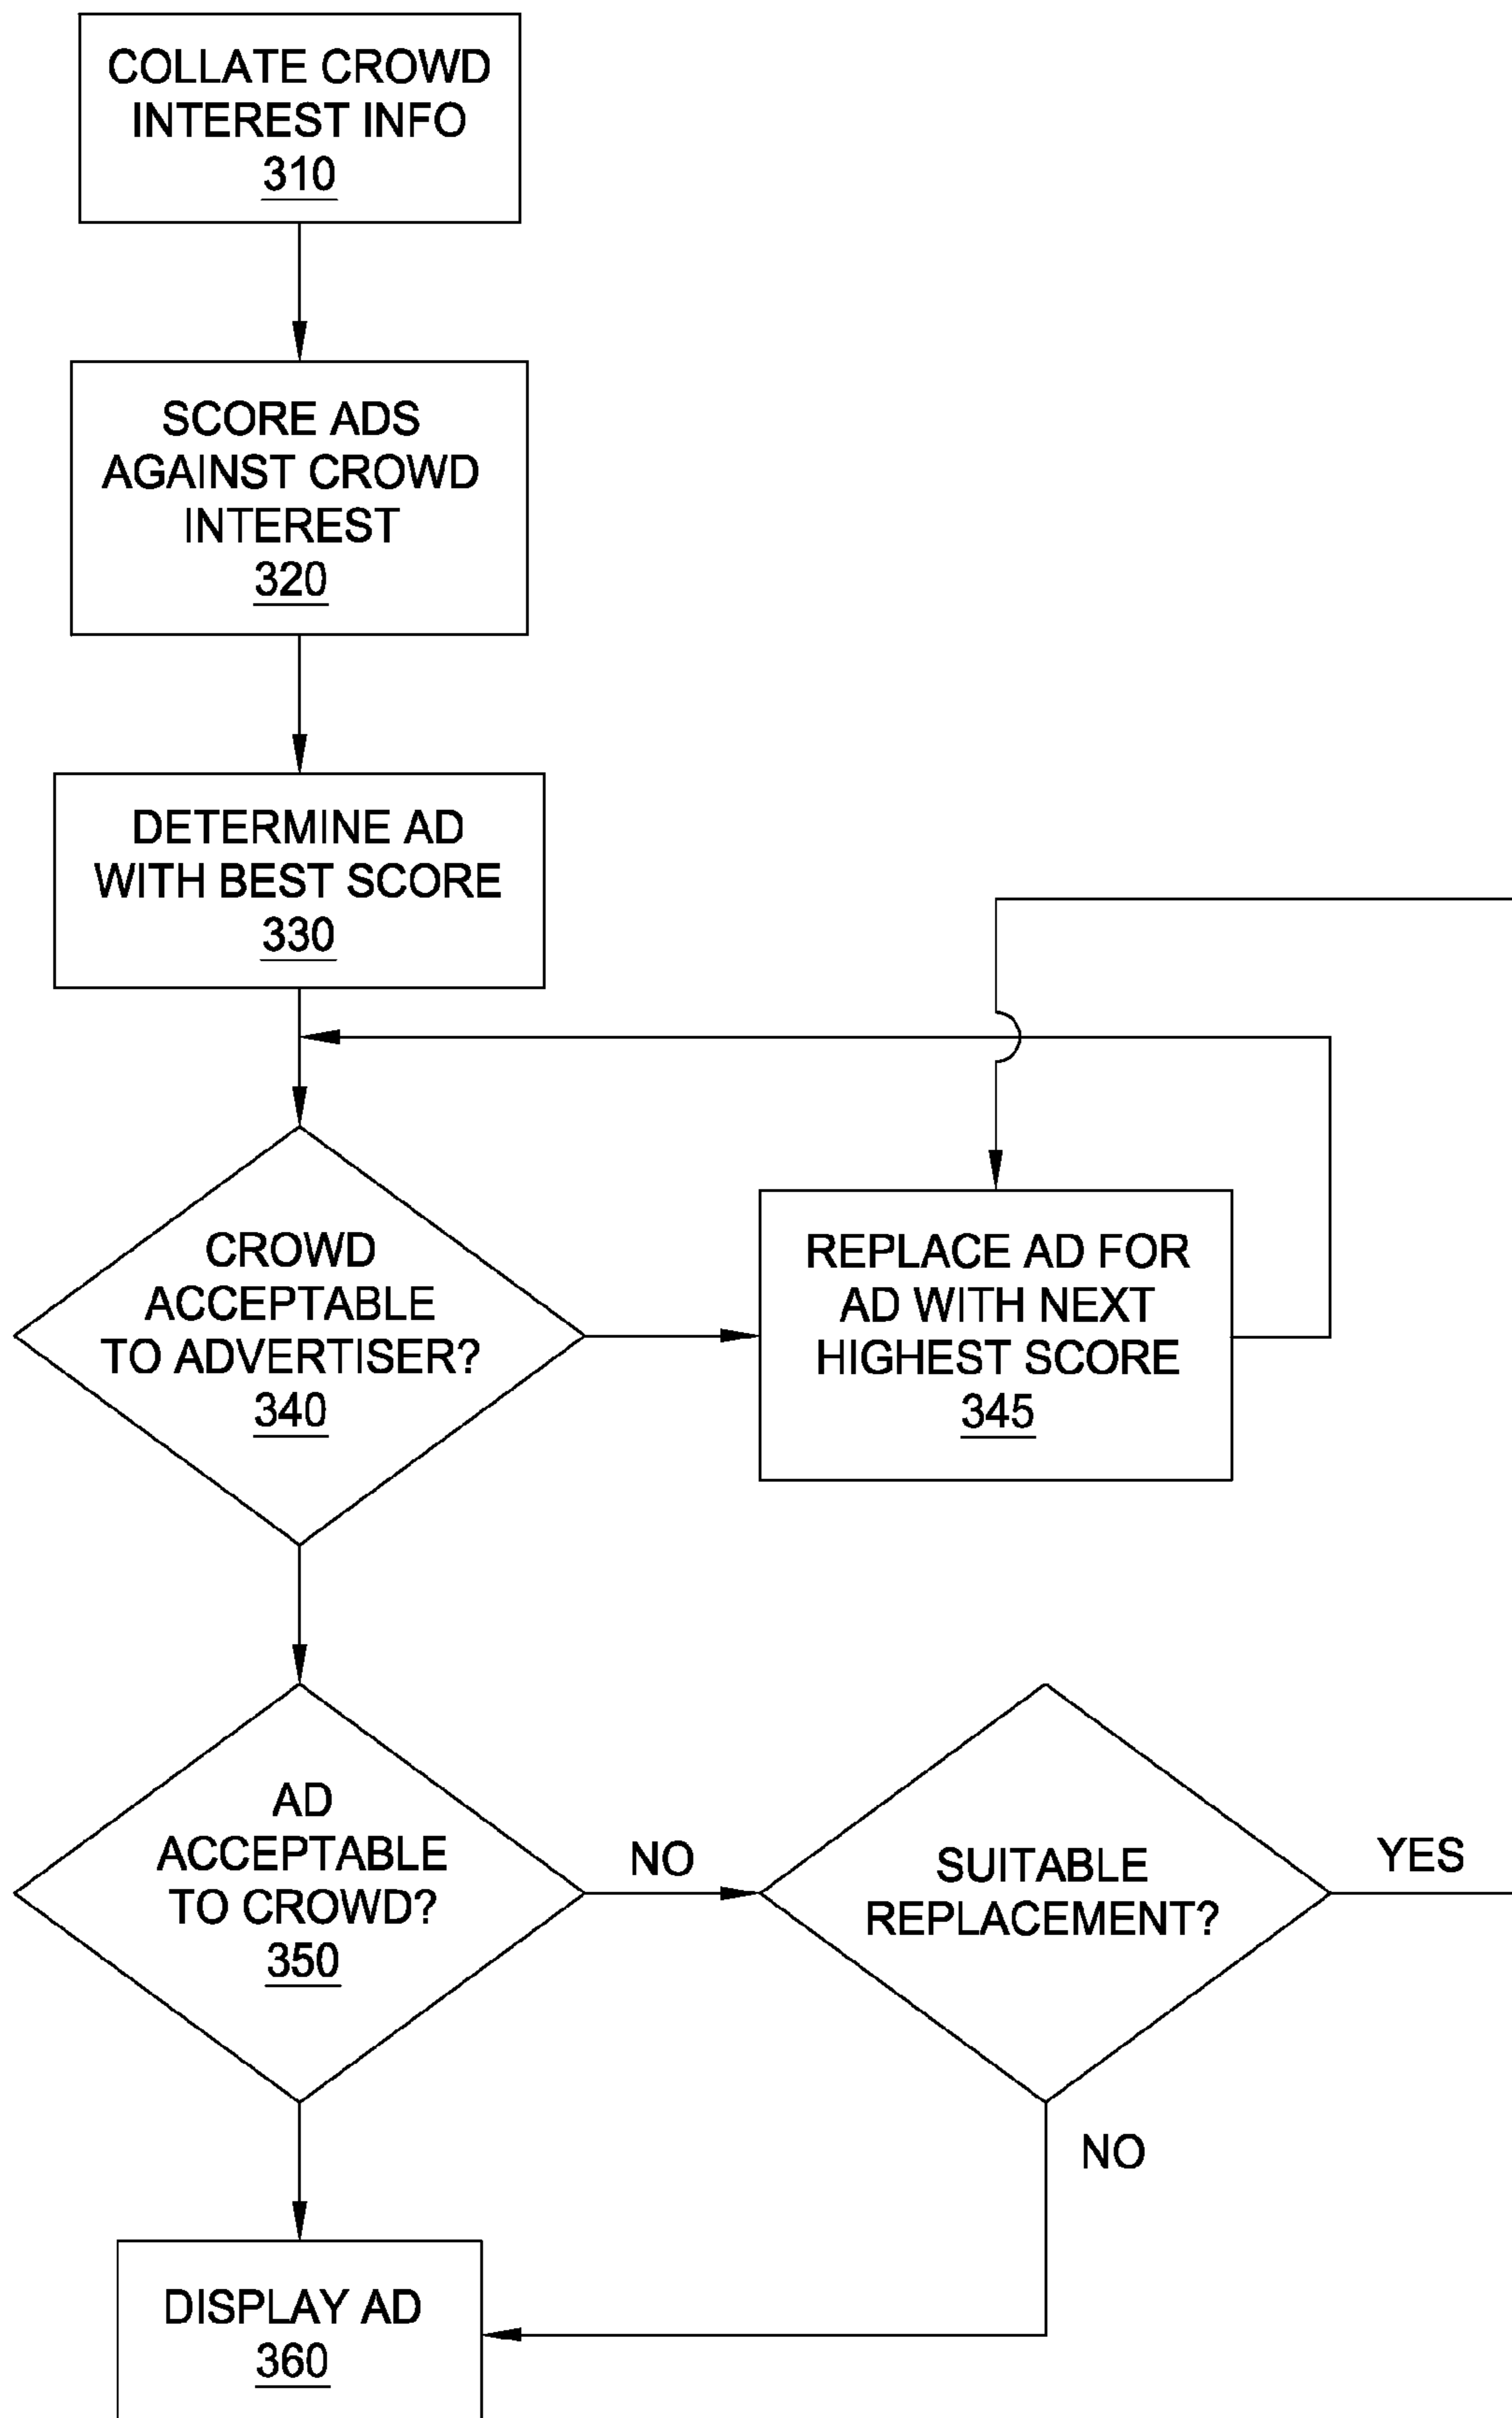 COLLATE CROWD
INTEREST INFO
310
SCORE ADS
AGAINST CROWD
INTEREST
320
DETERMINE AD
WITH BEST SCORE
330
CROWD
ACCEPTABLE
TO ADVERTISER?
340
REPLACE AD FOR
AD WITH NEXT
HIGHEST SCORE
345
AD
ACCEPTABLE
TO CROWD?
350
NO
SUITABLE
REPLACEMENT?
YES
NO
DISPLAY AD
360